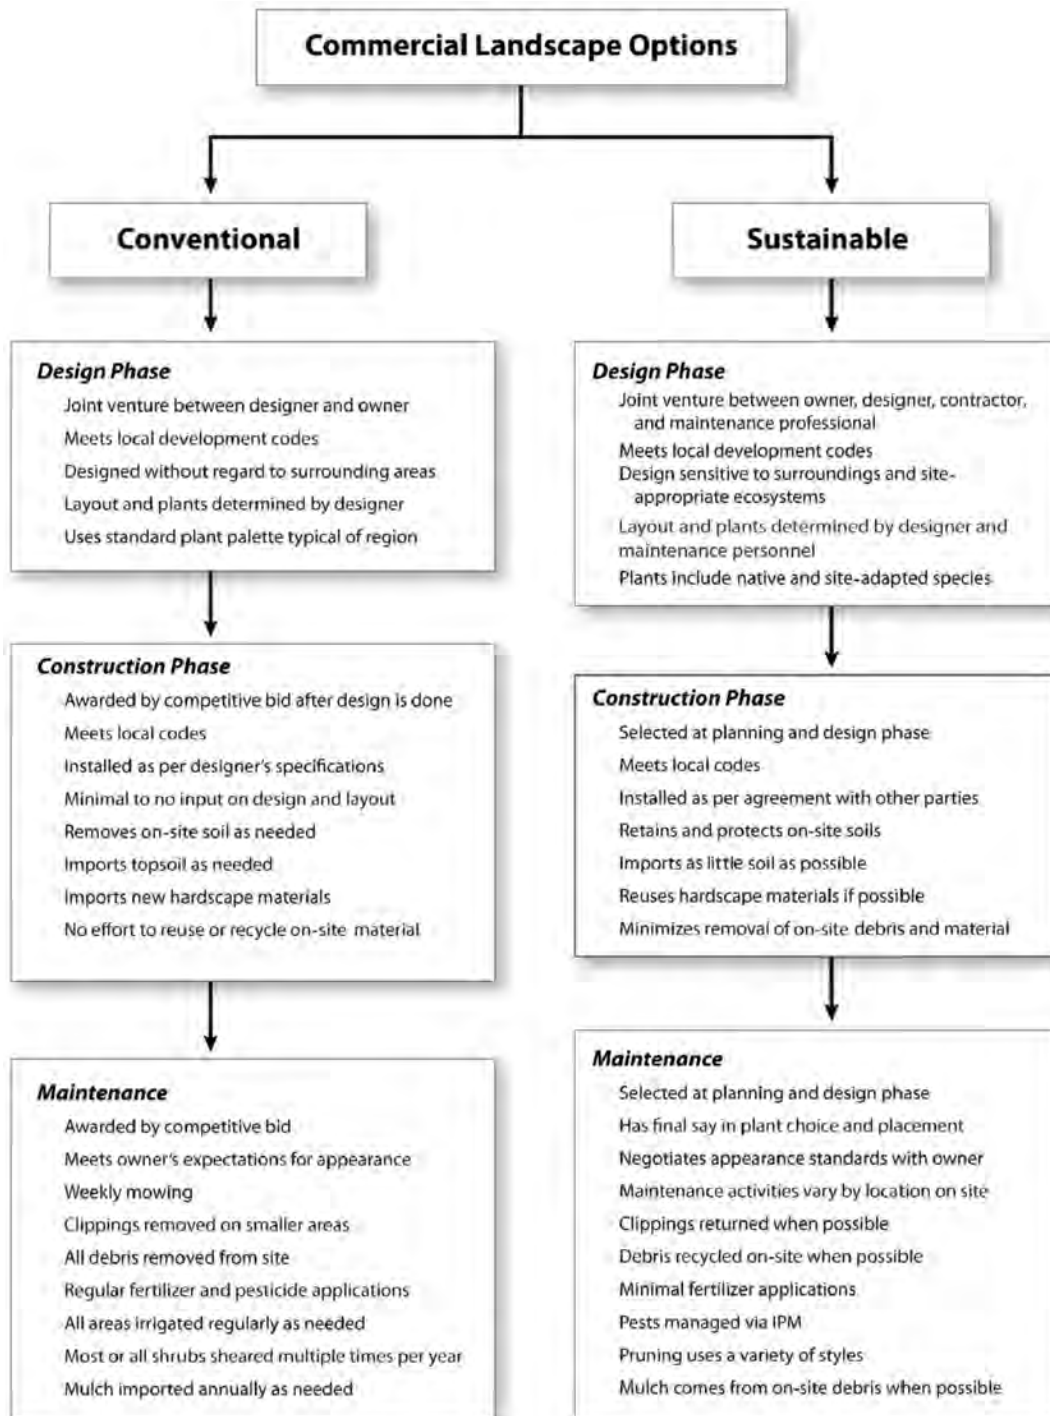 Commercial Landscape Options
Conventional
Design Phase
Joint venture between designer and owner
Meets local development codes
Designed without regard to surrounding areas
Layout and plants determined by designer
Uses standard plant palette typical of region
Construction Phase
Awarded by competitive bid after design is done
Meets local codes
Installed as per designer's specifications
Minimal to no input on design and layout
Removes on-site soil as needed
Imports topsoil as needed
Imports new hardscape materials
No effort to reuse or recycle on-site material
Maintenance
Awarded by competitive bid
Meets owner's expectations for appearance
Weekly mowing
Clippings removed on smaller areas
All debris removed from site
Regular fertilizer and pesticide applications
All areas irrigated regularly as needed
Most or all shrubs sheared multiple times per year
Mulch imported annually as needed
Sustainable
Design Phase
Joint venture between owner, designer, contractor,
and maintenance professional
Meets local development codes
Design sensitive to surroundings and site-
appropriate ecosystems
Layout and plants determined by designer and
maintenance personnel
Plants include native and site-adapted species
Construction Phase
Selected at planning and design phase
Meets local codes
Installed as per agreement with other parties
Retains and protects on-site soils
Imports as little soil as possible
Reuses hardscape materials if possible
Minimizes removal of on-site debris and material
Maintenance
Selected at planning and design phase
Has final say in plant choice and placement
Negotiates appearance standards with owner
Maintenance activities vary by location on site
Clippings returned when possible
Debris recycled on-site when possible
Minimal fertilizer applications
Pests managed via IPM
Pruning uses a variety of styles
Mulch comes from on-site debris when possible